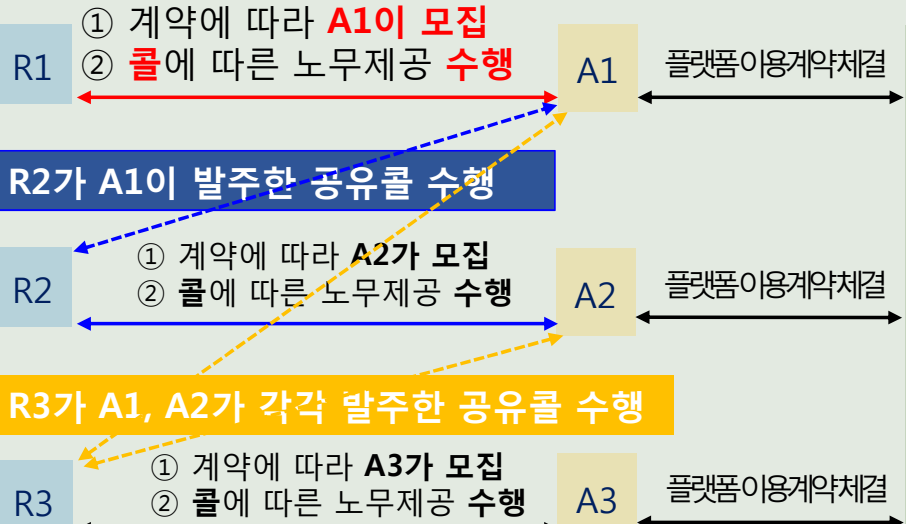 ① 계약에 따라 A1이 모집
R1 ② 콜에 따른 노무제공 수행 A1 플랫폼이용계약체결
R2가 A1이 발주한 공유콜 수행
① 계약에 따라 A2가 모집
R2 ② 콜에 따른 노무제공 수행 A2 플랫폼이용계약체결
R3가 A1, A2가 각각 발주한 공유콜 수행
① 계약에 따라 A3가 모집
R3 ② 콜에 따른 노무제공 수행 A3 플랫폼이용계약체결